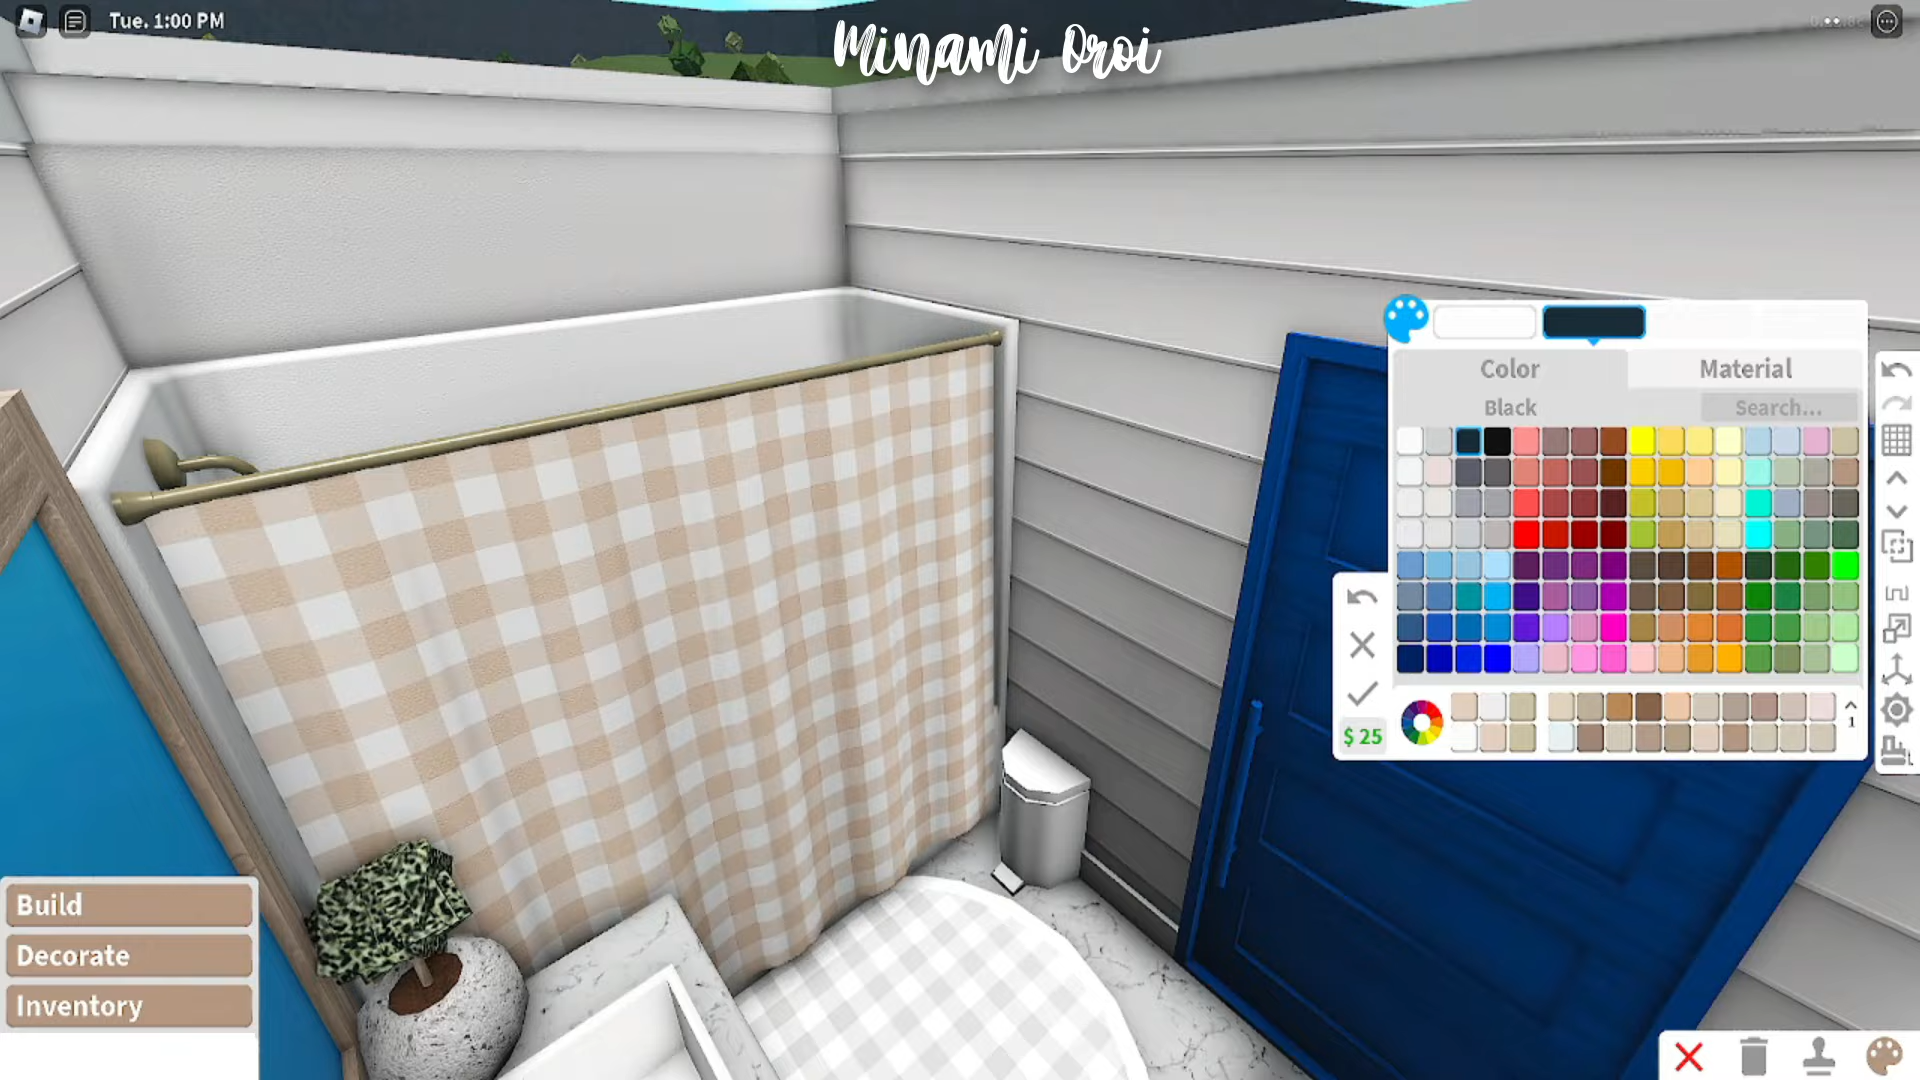 Tue. 1:00 PM
Minami Oroi
Color
Material
Black
Search...
$ 25
1
Build
Decorate
Inventory